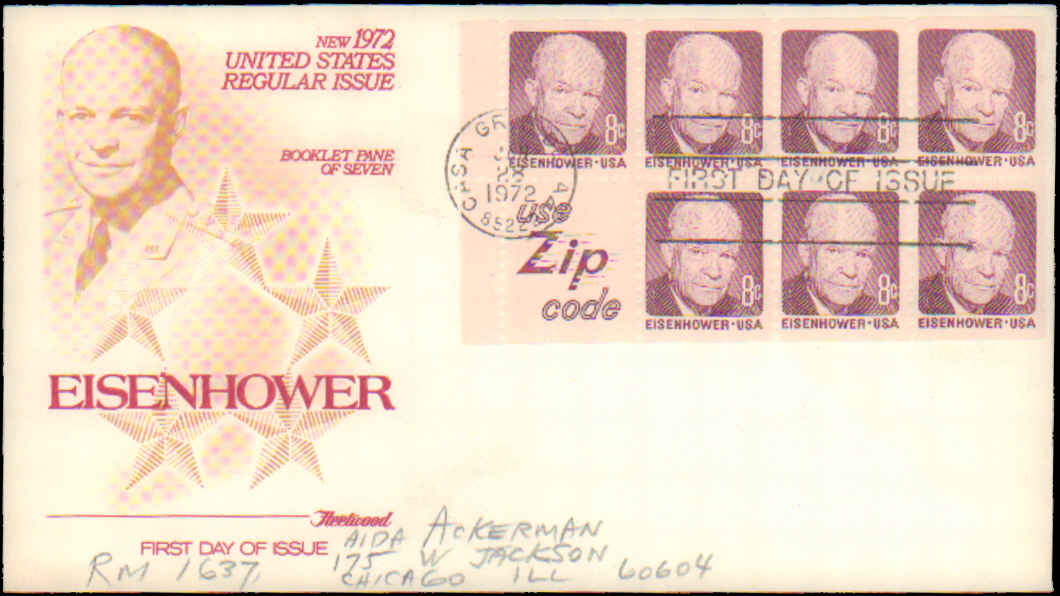 NEW 1972
UNITED STATES
REGULAR ISSUE
BOOKLET PANE
OF SEVEN
EISENHOWER
Fleetwood
FIRST DAY OF ISSUE
8c
EISENHOWER·USA
8c
EISENHOWER·USA
8c
EISENHOWER·USA
8c
EISENHOWER·USA
CASA GR
1972
FIRST DAY OF ISSUE
use
Zip
code
8c
EISENHOWER·USA
8c
EISENHOWER·USA
8c
EISENHOWER·USA
AIDA ACKERMAN
RM 1637, 175 W JACKSON
CHICAGO ILL 60604